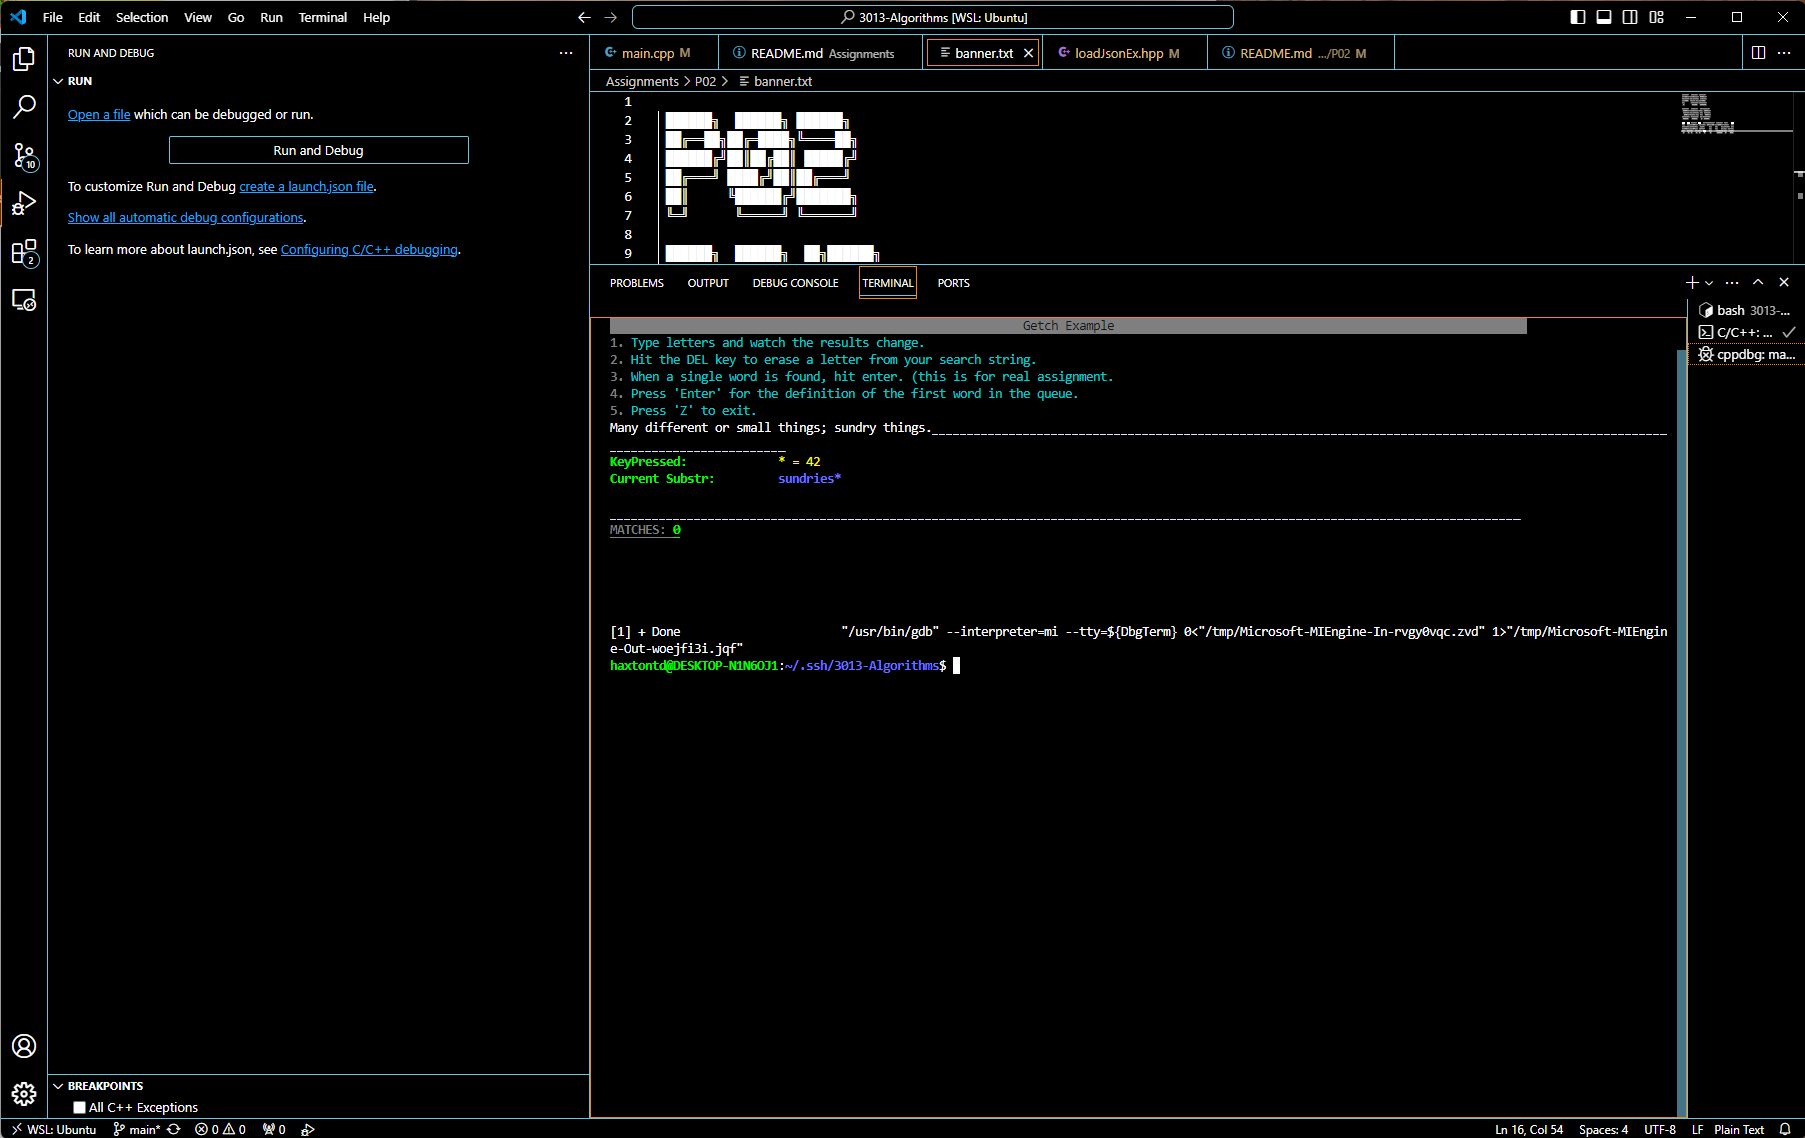 File Edit Selection View Go Run Terminal Help
3013-Algorithms [WSL: Ubuntu]
RUN AND DEBUG
RUN
Open a file which can be debugged or run.
Run and Debug
To customize Run and Debug create a launch.json file.
Show all automatic debug configurations.
To learn more about launch.json, see Configuring C/C++ debugging.
10
2
main.cpp M
README.md Assignments
banner.txt
loadJsonEx.hpp M
README.md .../P02 M
Assignments > P02 > banner.txt
1
2
3
4
5
6
7
8
9
P02
PROBLEMS OUTPUT DEBUG CONSOLE TERMINAL PORTS
bash 3013-...
C/C++: ...
cppdbg: ma...
Getch Example
1. Type letters and watch the results change.
2. Hit the DEL key to erase a letter from your search string.
3. When a single word is found, hit enter. (this is for real assignment.
4. Press 'Enter' for the definition of the first word in the queue.
5. Press 'Z' to exit.
Many different or small things; sundry things.
KeyPressed: * = 42
Current Substr: sundries*
MATCHES: 0
[1] + Done "/usr/bin/gdb" --interpreter=mi --tty=${DbgTerm} 0<"/tmp/Microsoft-MIEngine-In-rvgy0vqc.zvd" 1>"/tmp/Microsoft-MIEngin
e-Out-woejfi3i.jqf"
haxtontd@DESKTOP-N1N6OJ1:~/.ssh/3013-Algorithms$
BREAKPOINTS
All C++ Exceptions
WSL: Ubuntu main* 0 0 0
Ln 16, Col 54 Spaces: 4 UTF-8 LF Plain Text